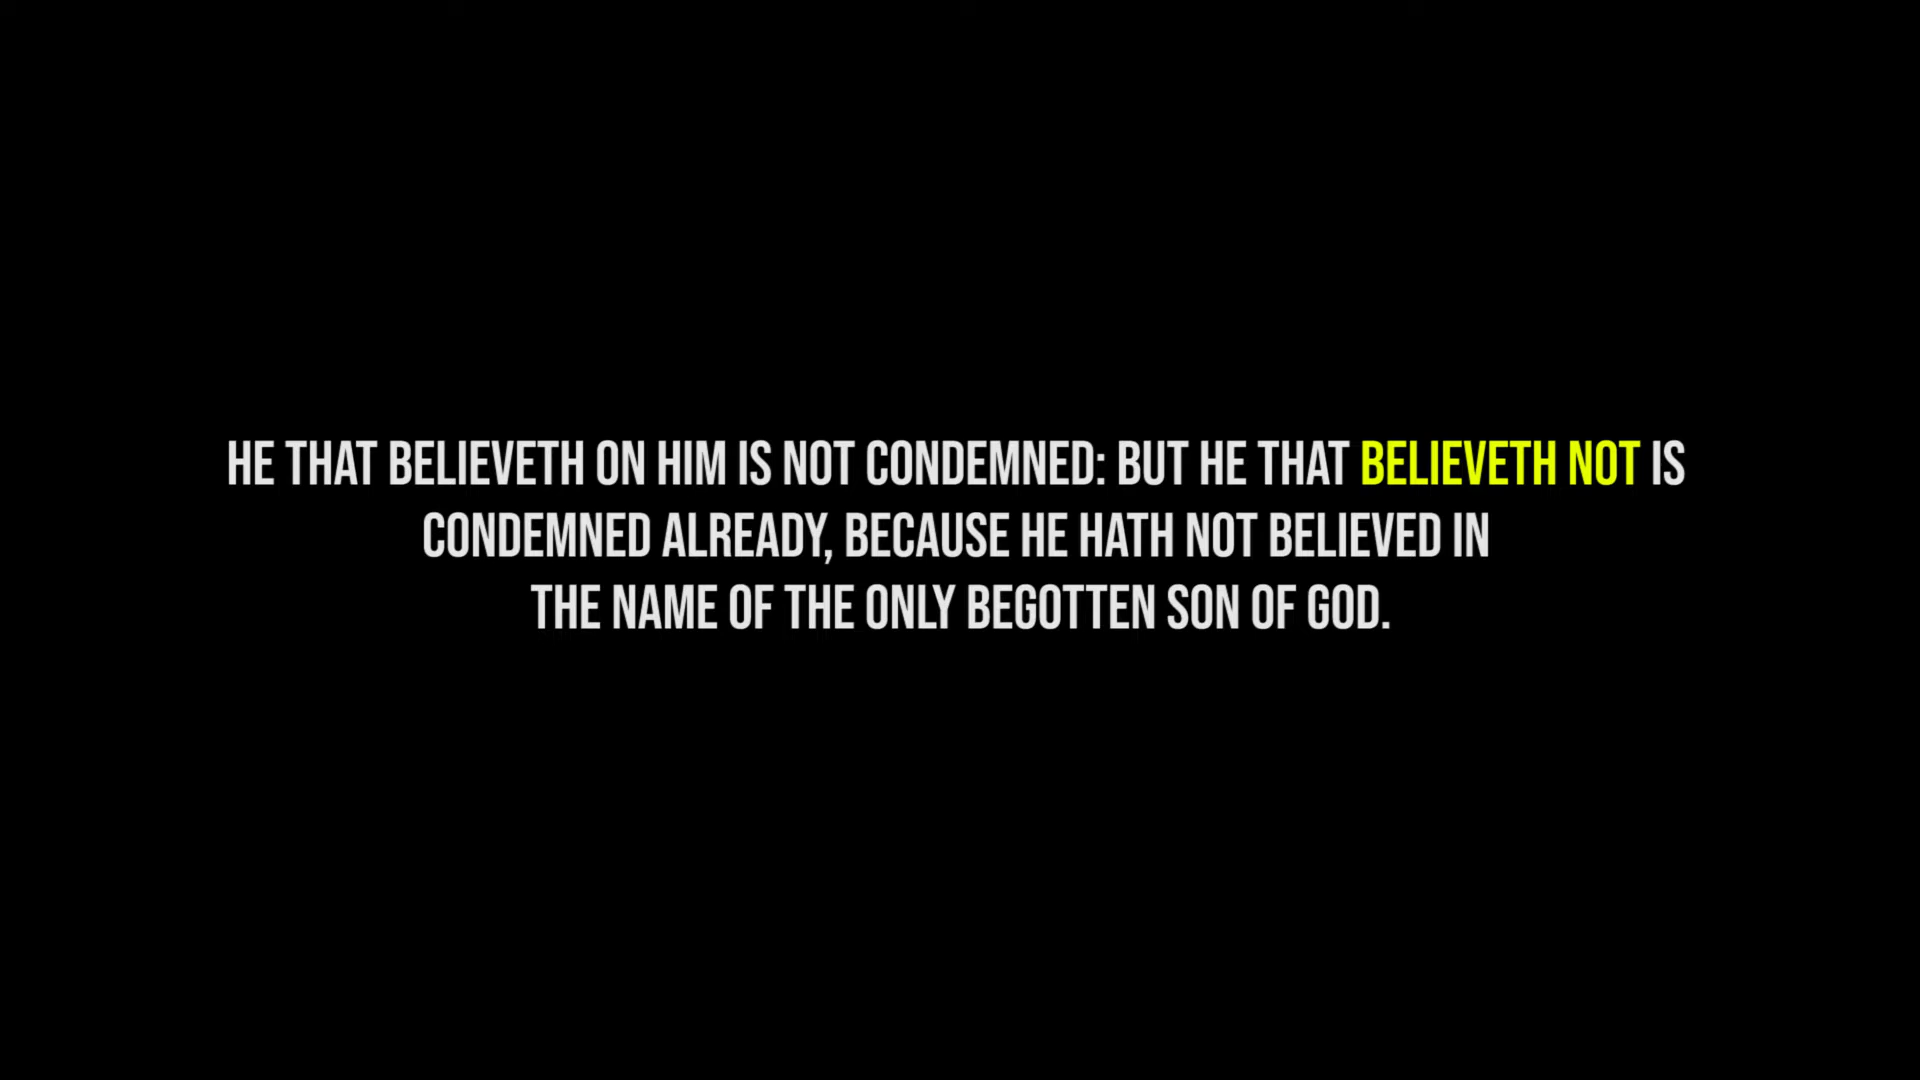 HE THAT BELIEVETH ON HIM IS NOT CONDEMNED: BUT HE THAT BELIEVETH NOT IS
CONDEMNED ALREADY, BECAUSE HE HATH NOT BELIEVED IN
THE NAME OF THE ONLY BEGOTTEN SON OF GOD.